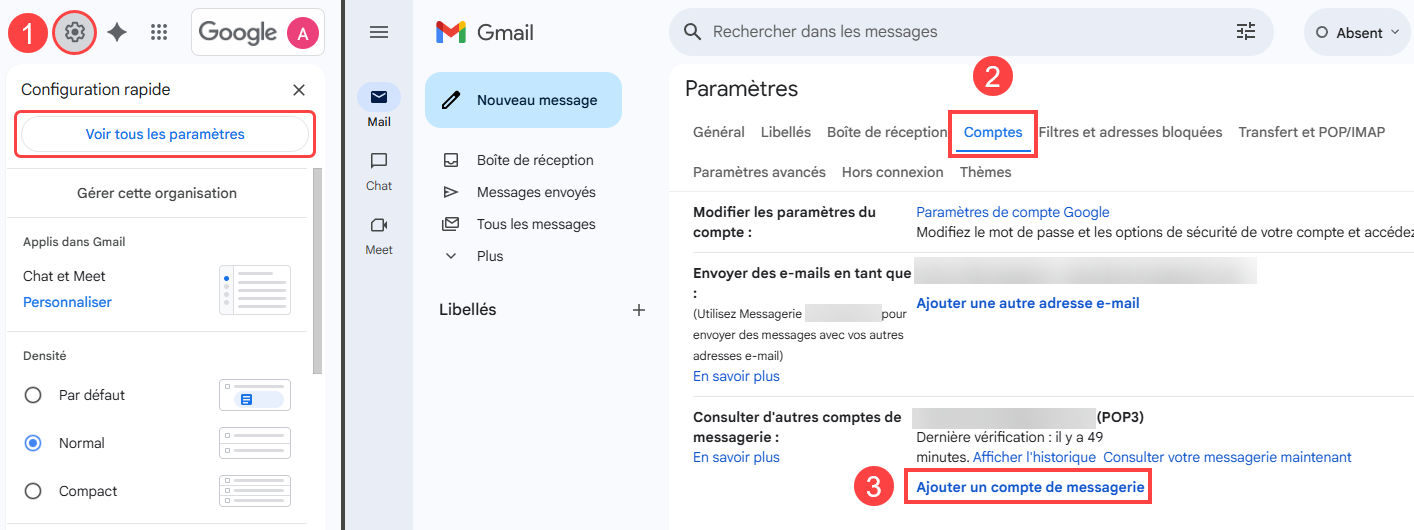 1
Google
A
Configuration rapide
Voir tous les paramètres
Gérer cette organisation
Applis dans Gmail
Chat et Meet
Personnaliser
Densité
Par défaut
Normal
Compact
Mail
Chat
Meet
Gmail
Nouveau message
Boîte de réception
Messages envoyés
Tous les messages
Plus
Libellés
Rechercher dans les messages
Absent
2
Paramètres
Général Libellés Boîte de réception Comptes Filtres et adresses bloquées Transfert et POP/IMAP
Paramètres avancés Hors connexion Thèmes
Modifier les paramètres du
compte :
Paramètres de compte Google
Modifiez le mot de passe et les options de sécurité de votre compte et accédez
Envoyer des e-mails en tant que
:
(Utilisez Messagerie pour
envoyer des messages avec vos autres
adresses e-mail)
En savoir plus
Ajouter une autre adresse e-mail
Consulter d'autres comptes de
messagerie :
En savoir plus
(POP3)
Dernière vérification : il y a 49
minutes. Afficher l'historique Consulter votre messagerie maintenant
3
Ajouter un compte de messagerie